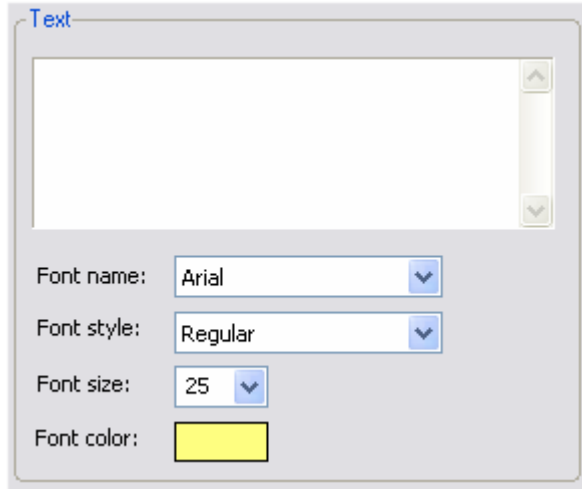 Text
Font name: Arial
Font style: Regular
Font size: 25
Font color: